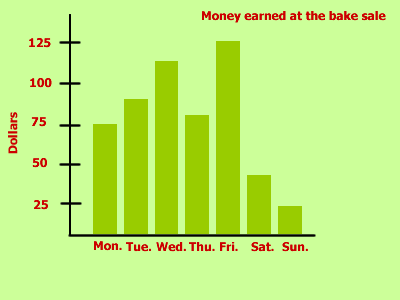 Money earned at the bake sale
125
100
75
50
25
Dollars
Mon. Tue. Wed. Thu. Fri. Sat. Sun.